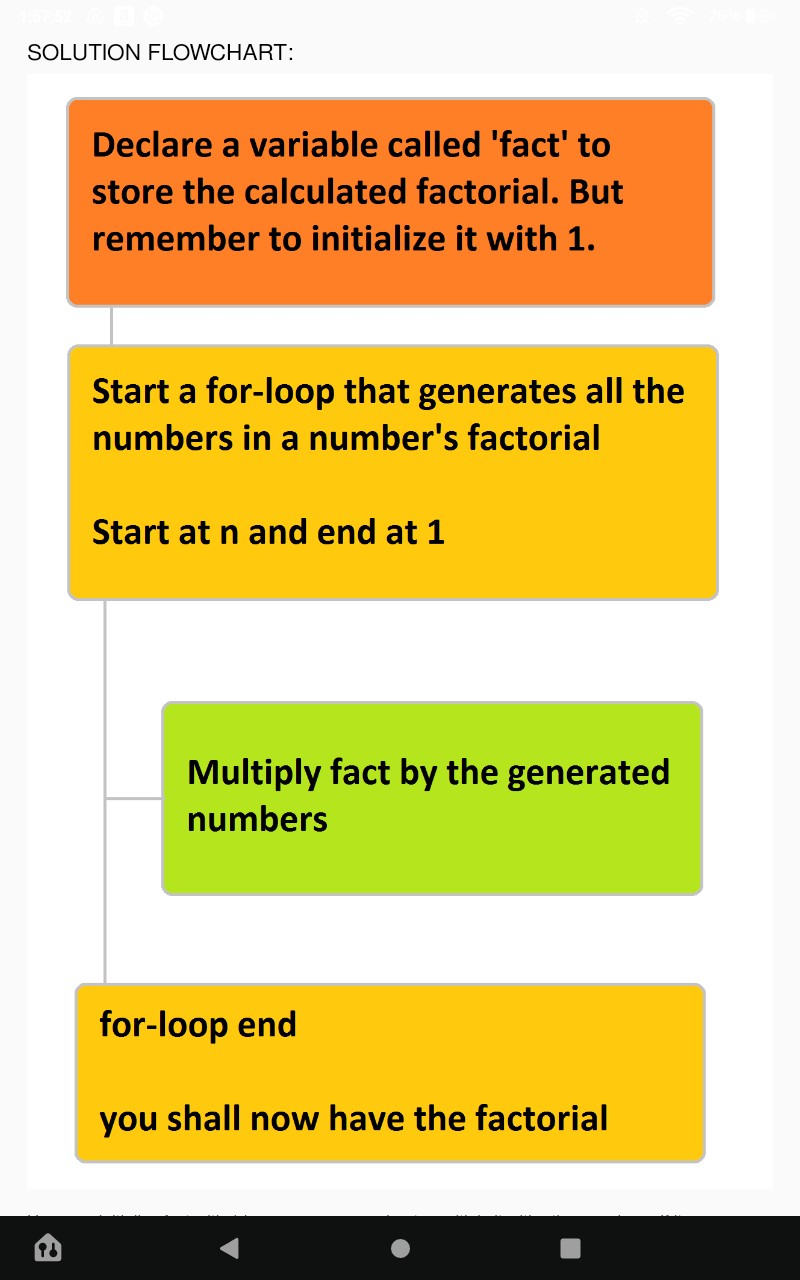 SOLUTION FLOWCHART:
Declare a variable called 'fact' to
store the calculated factorial. But
remember to initialize it with 1.
Start a for-loop that generates all the
numbers in a number's factorial
Start at n and end at 1
Multiply fact by the generated
numbers
for-loop end
you shall now have the factorial